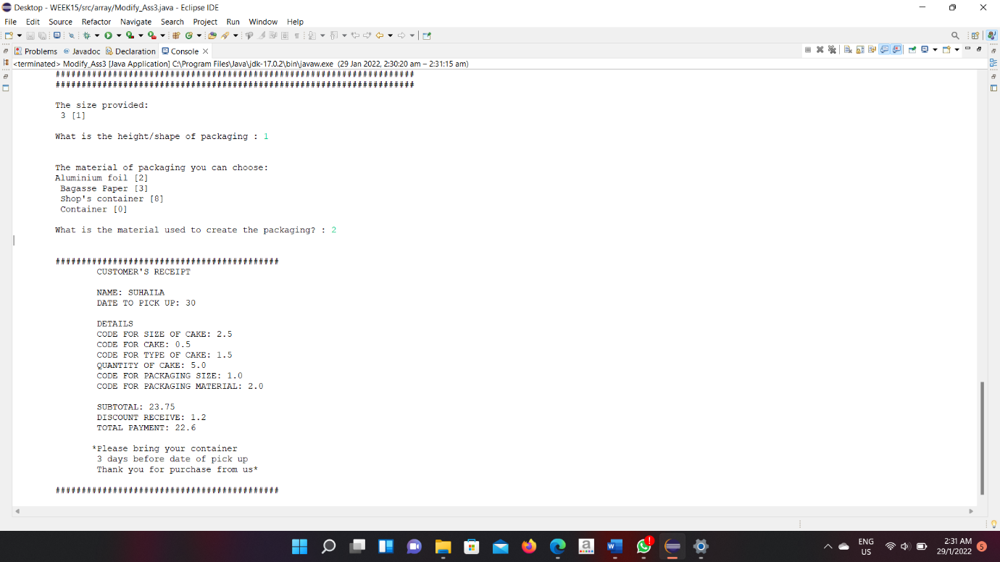 Desktop - WEEK15/src/array/Modify_Ass3.java - Eclipse IDE
File Edit Source Refactor Navigate Search Project Run Window Help
Problems Javadoc Declaration Console
<terminated> Modify_Ass3 [Java Application] C:\Program Files\Java\jdk-17.0.2\bin\javaw.exe (29 Jan 2022, 2:30:20 am – 2:31:15 am)
#####################################################################
#####################################################################
The size provided:
3 [1]
What is the height/shape of packaging : 1
The material of packaging you can choose:
Aluminium foil [2]
Bagasse Paper [3]
Shop's container [8]
Container [0]
What is the material used to create the packaging? : 2
###########################################
CUSTOMER'S RECEIPT
NAME: SUHAILA
DATE TO PICK UP: 30
DETAILS
CODE FOR SIZE OF CAKE: 2.5
CODE FOR CAKE: 0.5
CODE FOR TYPE OF CAKE: 1.5
QUANTITY OF CAKE: 5.0
CODE FOR PACKAGING SIZE: 1.0
CODE FOR PACKAGING MATERIAL: 2.0
SUBTOTAL: 23.75
DISCOUNT RECEIVE: 1.2
TOTAL PAYMENT: 22.6
*Please bring your container
3 days before date of pick up
Thank you for purchase from us*
###########################################
ENG
US
2:31 AM
29/1/2022
5